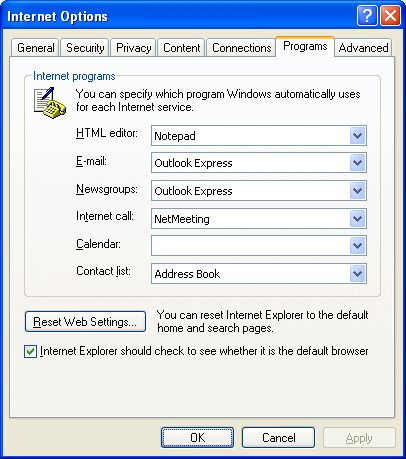 Internet Options
General Security Privacy Content Connections Programs Advanced
Internet programs
You can specify which program Windows automatically uses
for each Internet service.
HTML editor: Notepad
E-mail: Outlook Express
Newsgroups: Outlook Express
Internet call: NetMeeting
Calendar:
Contact list: Address Book
Reset Web Settings... You can reset Internet Explorer to the default
home and search pages.
Internet Explorer should check to see whether it is the default browser
OK Cancel Apply